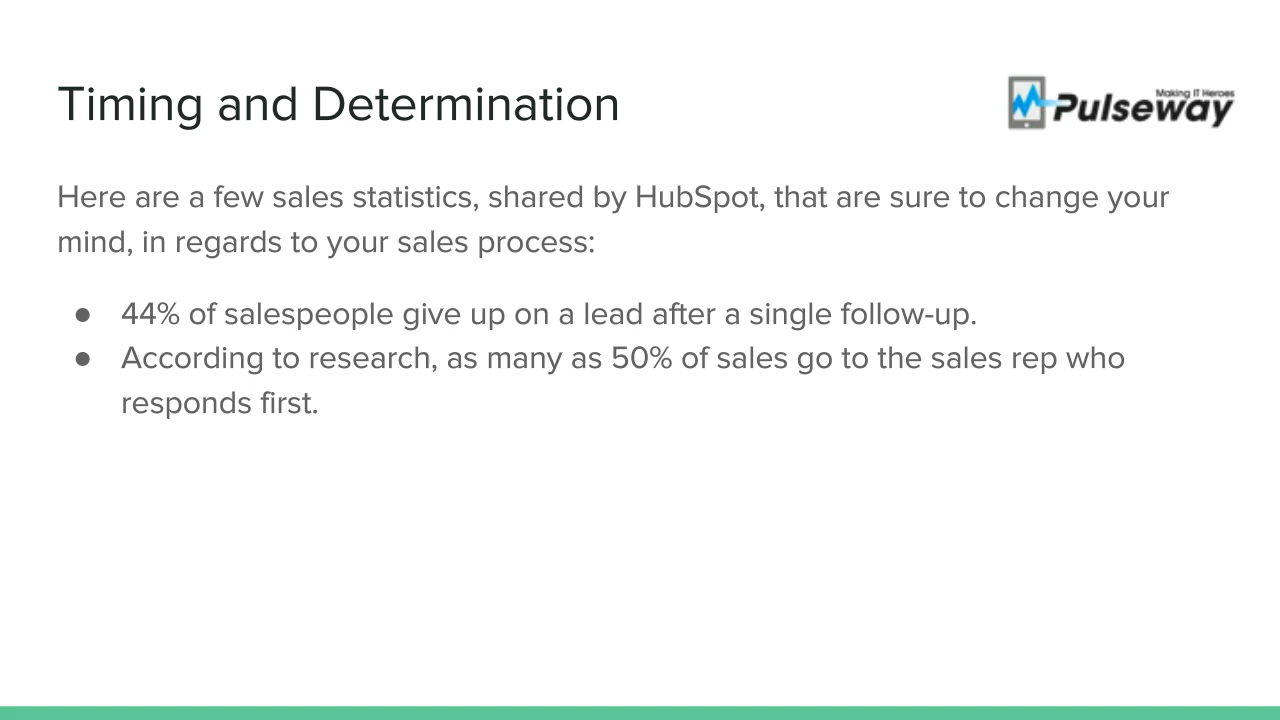 Timing and Determination
Making IT Heroes
Pulseway
Here are a few sales statistics, shared by HubSpot, that are sure to change your
mind, in regards to your sales process:
● 44% of salespeople give up on a lead after a single follow-up.
● According to research, as many as 50% of sales go to the sales rep who
responds first.